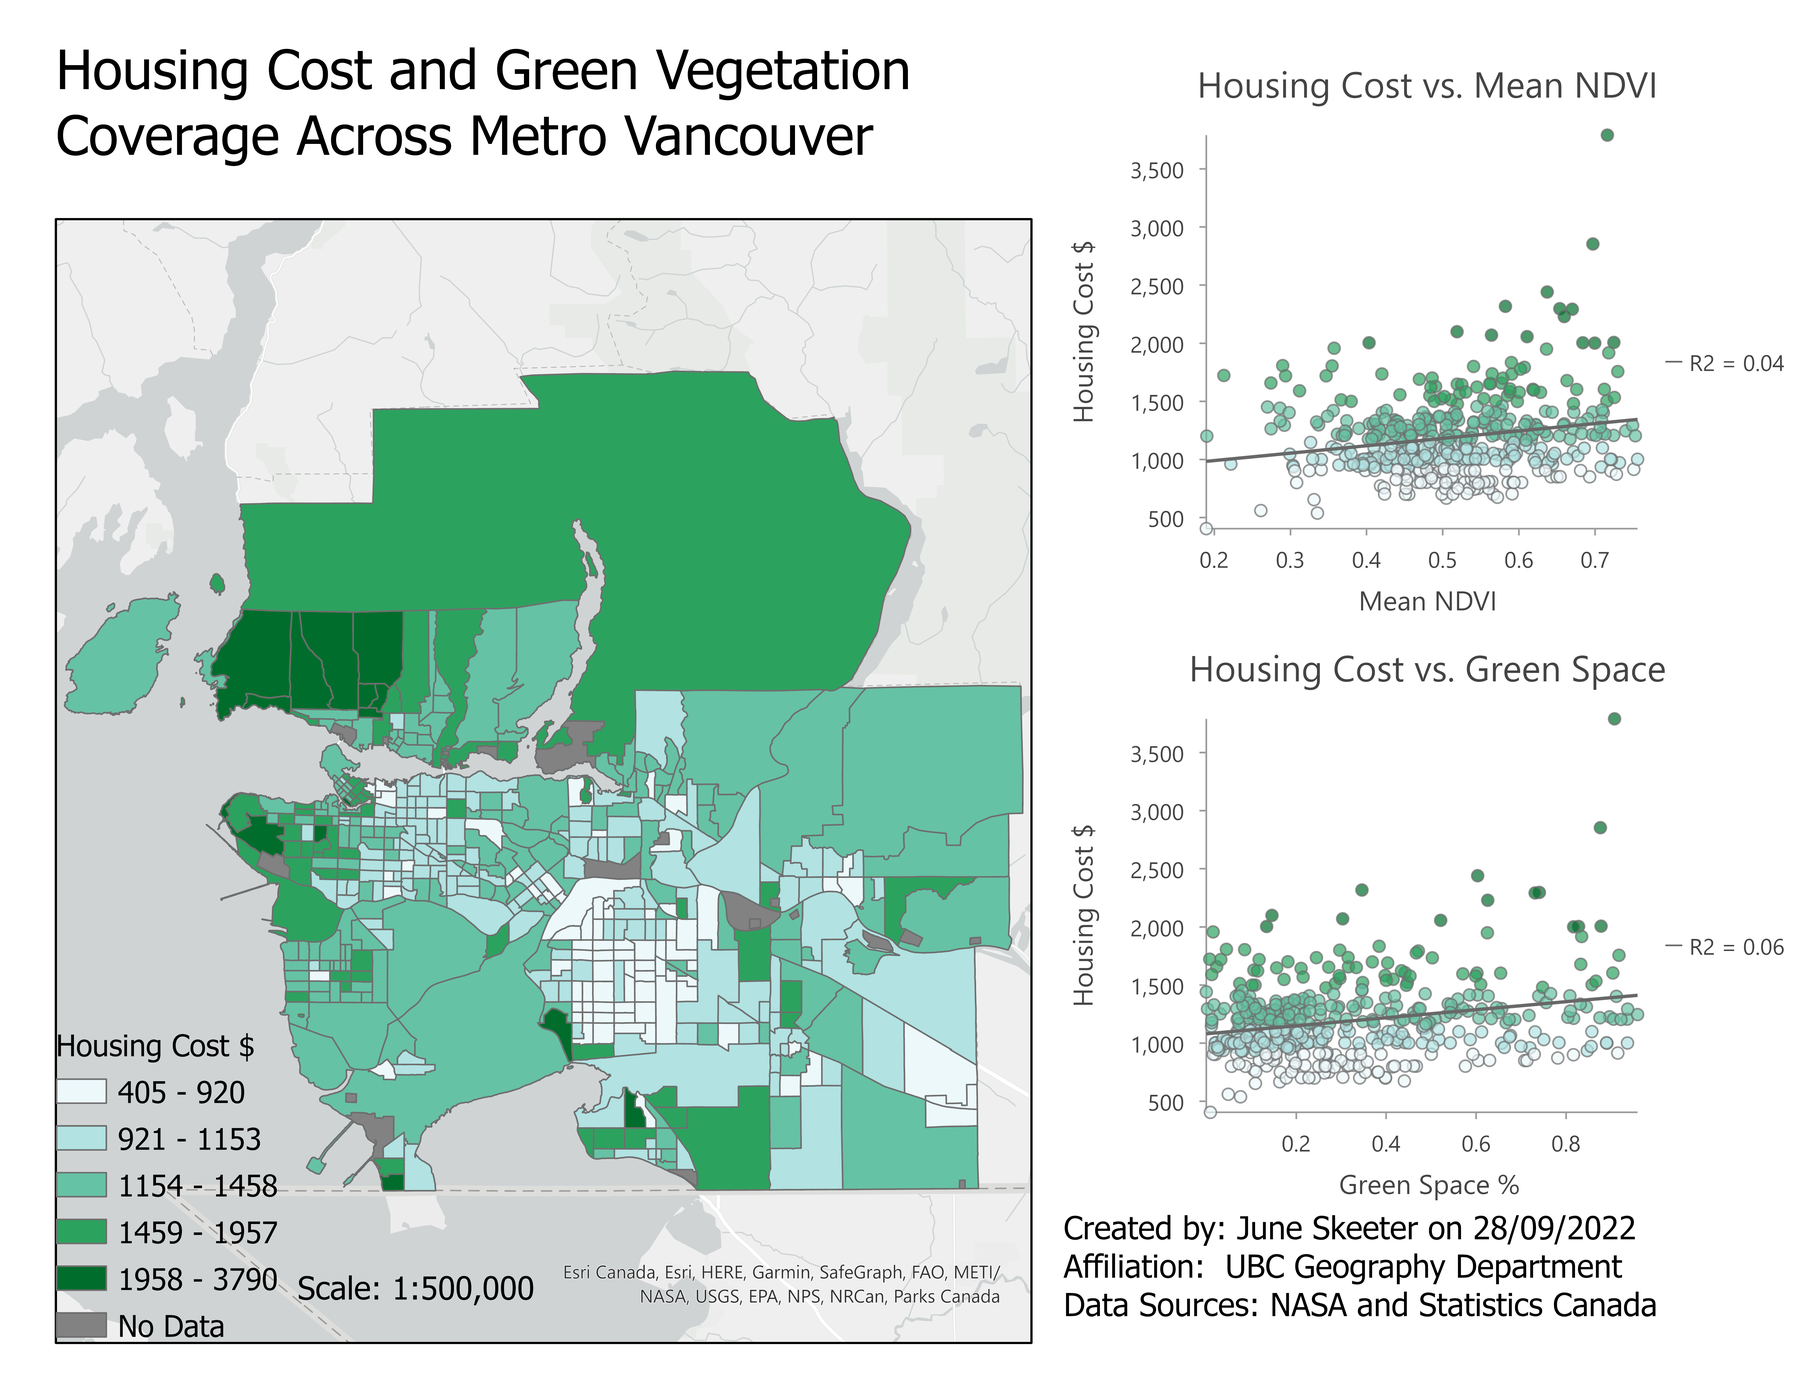 Housing Cost and Green Vegetation
Coverage Across Metro Vancouver
Housing Cost $
405 - 920
921 - 1153
1154 - 1458
1459 - 1957
1958 - 3790
No Data
Scale: 1:500,000
Esri Canada, Esri, HERE, Garmin, SafeGraph, FAO, METI/
NASA, USGS, EPA, NPS, NRCan, Parks Canada
Housing Cost vs. Mean NDVI
Housing Cost $
3,500
3,000
2,500
2,000
1,500
1,000
500
0.2 0.3 0.4 0.5 0.6 0.7
Mean NDVI
R2 = 0.04
Housing Cost vs. Green Space
Housing Cost $
3,500
3,000
2,500
2,000
1,500
1,000
500
0.2 0.4 0.6 0.8
Green Space %
R2 = 0.06
Created by: June Skeeter on 28/09/2022
Affiliation:  UBC Geography Department
Data Sources: NASA and Statistics Canada